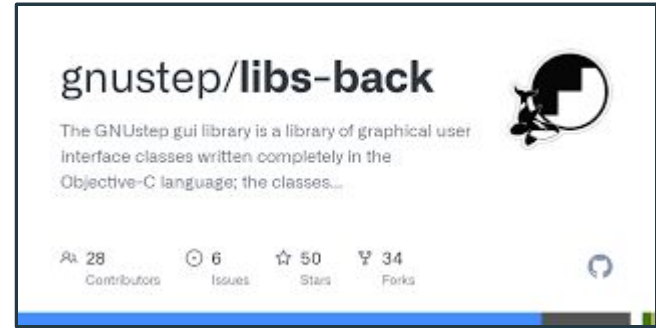 gnustep/libs-back
The GNUstep gui library is a library of graphical user
interface classes written completely in the
Objective-C language; the classes...
28 6 50 34
Contributors Issues Stars Forks